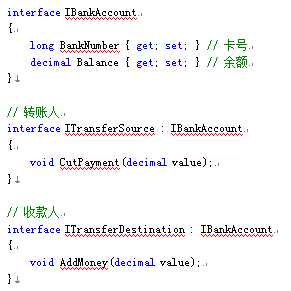 interface IBankAccount
{
    long BankNumber { get; set; } // 卡号
    decimal Balance { get; set; } // 余额
}

// 转账人
interface ITransferSource : IBankAccount
{
    void CutPayment(decimal value);
}

// 收款人
interface ITransferDestination : IBankAccount
{
    void AddMoney(decimal value);
}